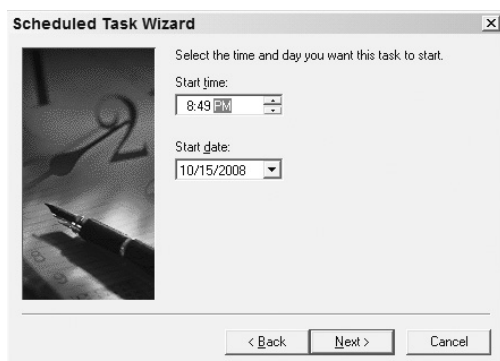 Scheduled Task Wizard
Select the time and day you want this task to start.
Start time:
8:49 PM
Start date:
10/15/2008
< Back Next > Cancel